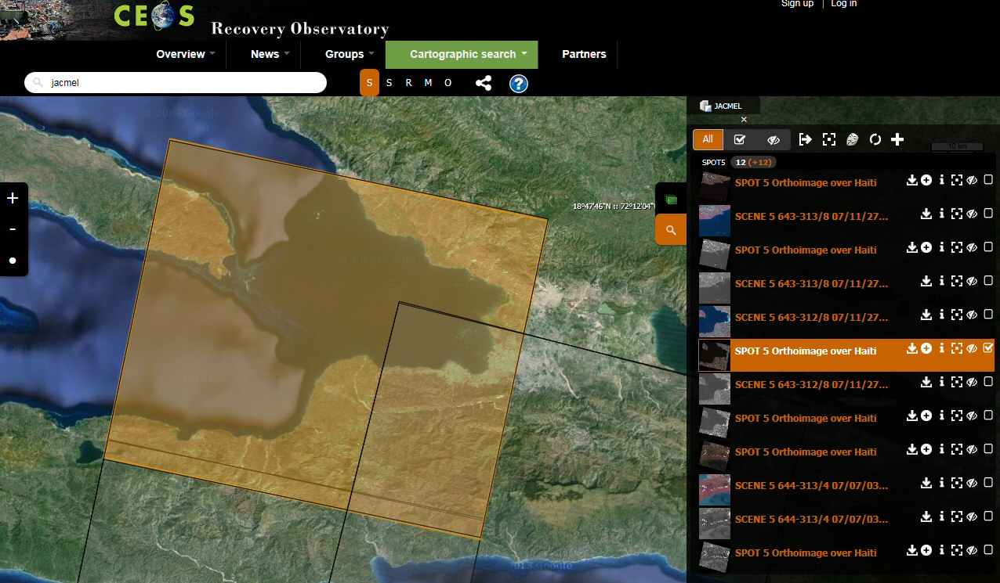 Sign up | Log in
CEOS
Recovery Observatory
Overview News Groups Cartographic search Partners
jacmel
S S R M O ?
JACMEL
All
10 km
SPOT5 12 (+12)
18°47'46"N :: 72°12'04"
SPOT 5 Orthoimage over Haiti
SCENE 5 643-313/8 07/11/27...
SPOT 5 Orthoimage over Haiti
SCENE 5 643-313/8 07/11/27...
SCENE 5 643-312/8 07/11/27...
SPOT 5 Orthoimage over Haiti
SCENE 5 643-312/8 07/11/27...
SPOT 5 Orthoimage over Haiti
SPOT 5 Orthoimage over Haiti
SCENE 5 644-313/4 07/07/03...
SCENE 5 644-313/4 07/07/03...
SPOT 5 Orthoimage over Haiti